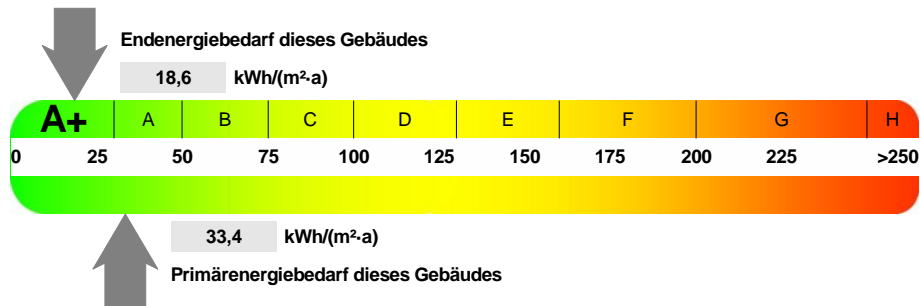 Endenergiebedarf dieses Gebäudes
18,6 kWh/(m²·a)
A+ A B C D E F G H
0 25 50 75 100 125 150 175 200 225 >250
33,4 kWh/(m²·a)
Primärenergiebedarf dieses Gebäudes